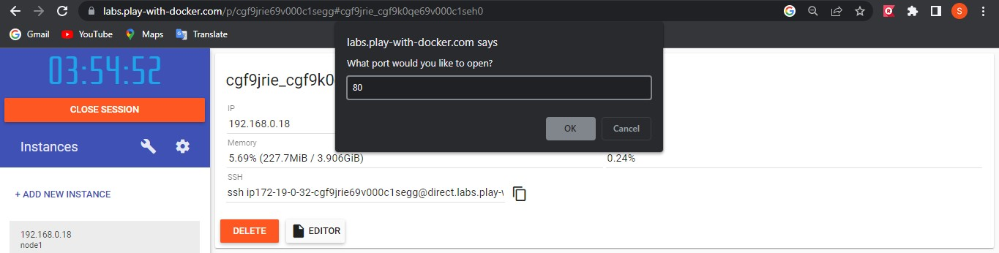 labs.play-with-docker.com/p/cgf9jrie69v000c1segg#cgf9jrie_cgf9k0qe69v000c1seh0
S
Gmail YouTube Maps Translate
labs.play-with-docker.com says
What port would you like to open?
80
OK Cancel
03:54:52
CLOSE SESSION
Instances
+ ADD NEW INSTANCE
192.168.0.18
node1
cgf9jrie_cgf9k0
IP
192.168.0.18
Memory
5.69% (227.7MiB / 3.906GiB)
0.24%
SSH
ssh ip172-19-0-32-cgf9jrie69v000c1segg@direct.labs.play-
DELETE EDITOR